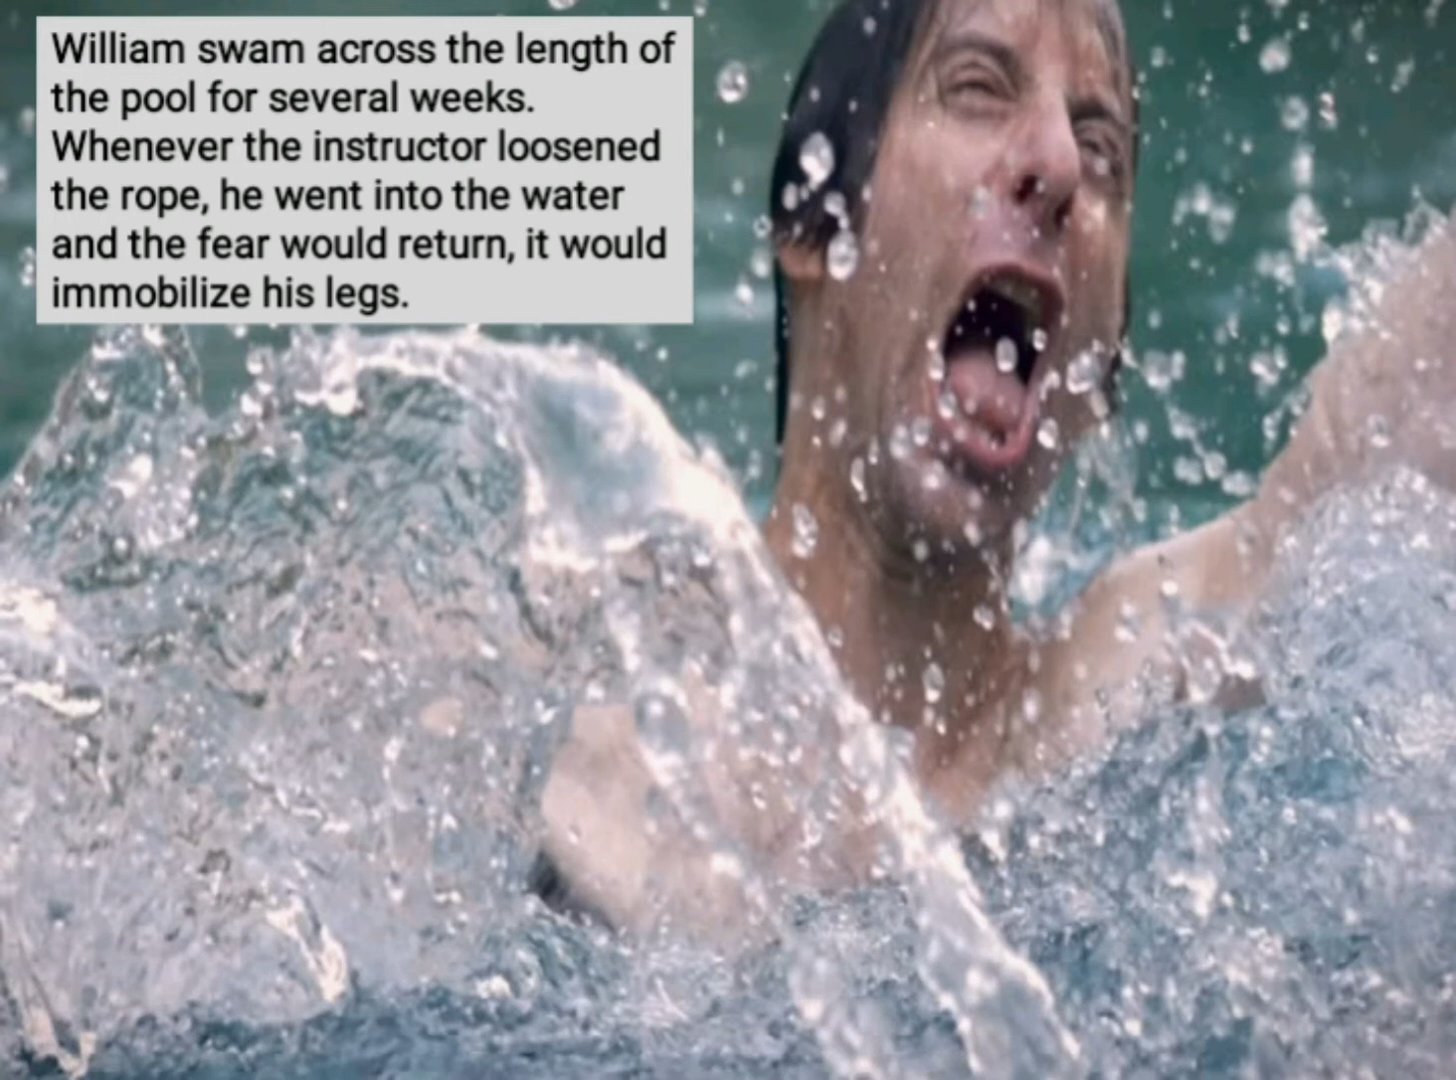 William swam across the length of
the pool for several weeks.
Whenever the instructor loosened
the rope, he went into the water
and the fear would return, it would
immobilize his legs.